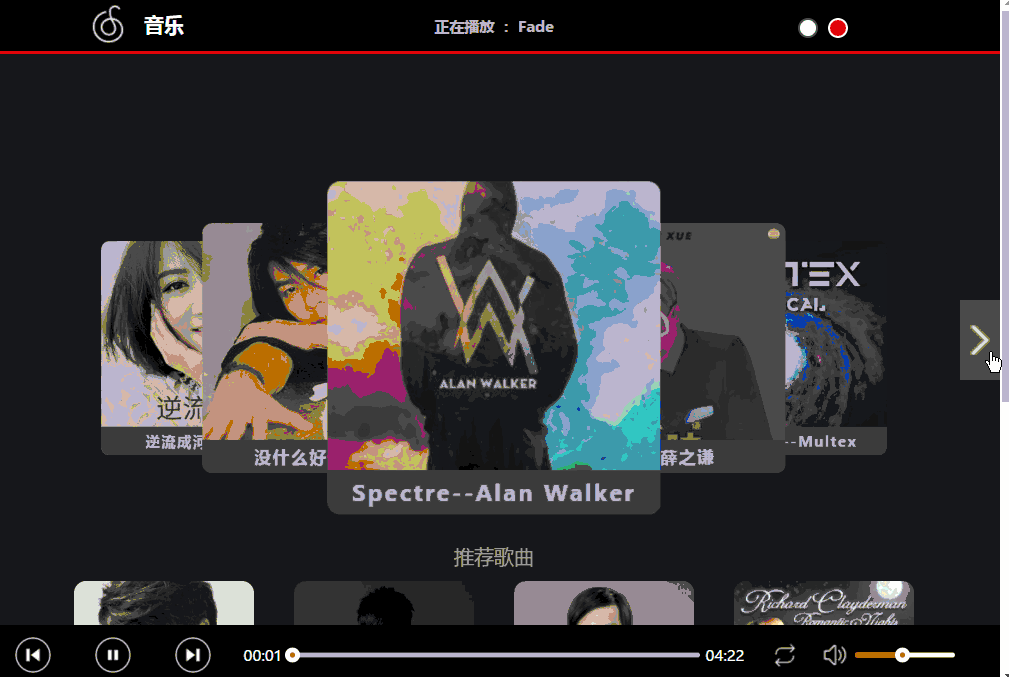 音乐
正在播放 ： Fade
XUE
TEX
CAL
ALAN WALKER
逆流
逆流成河
没什么好
薛之谦
--Multex
Spectre--Alan Walker
推荐歌曲
Richard Clayderman
Romantic Nights
00:01
04:22